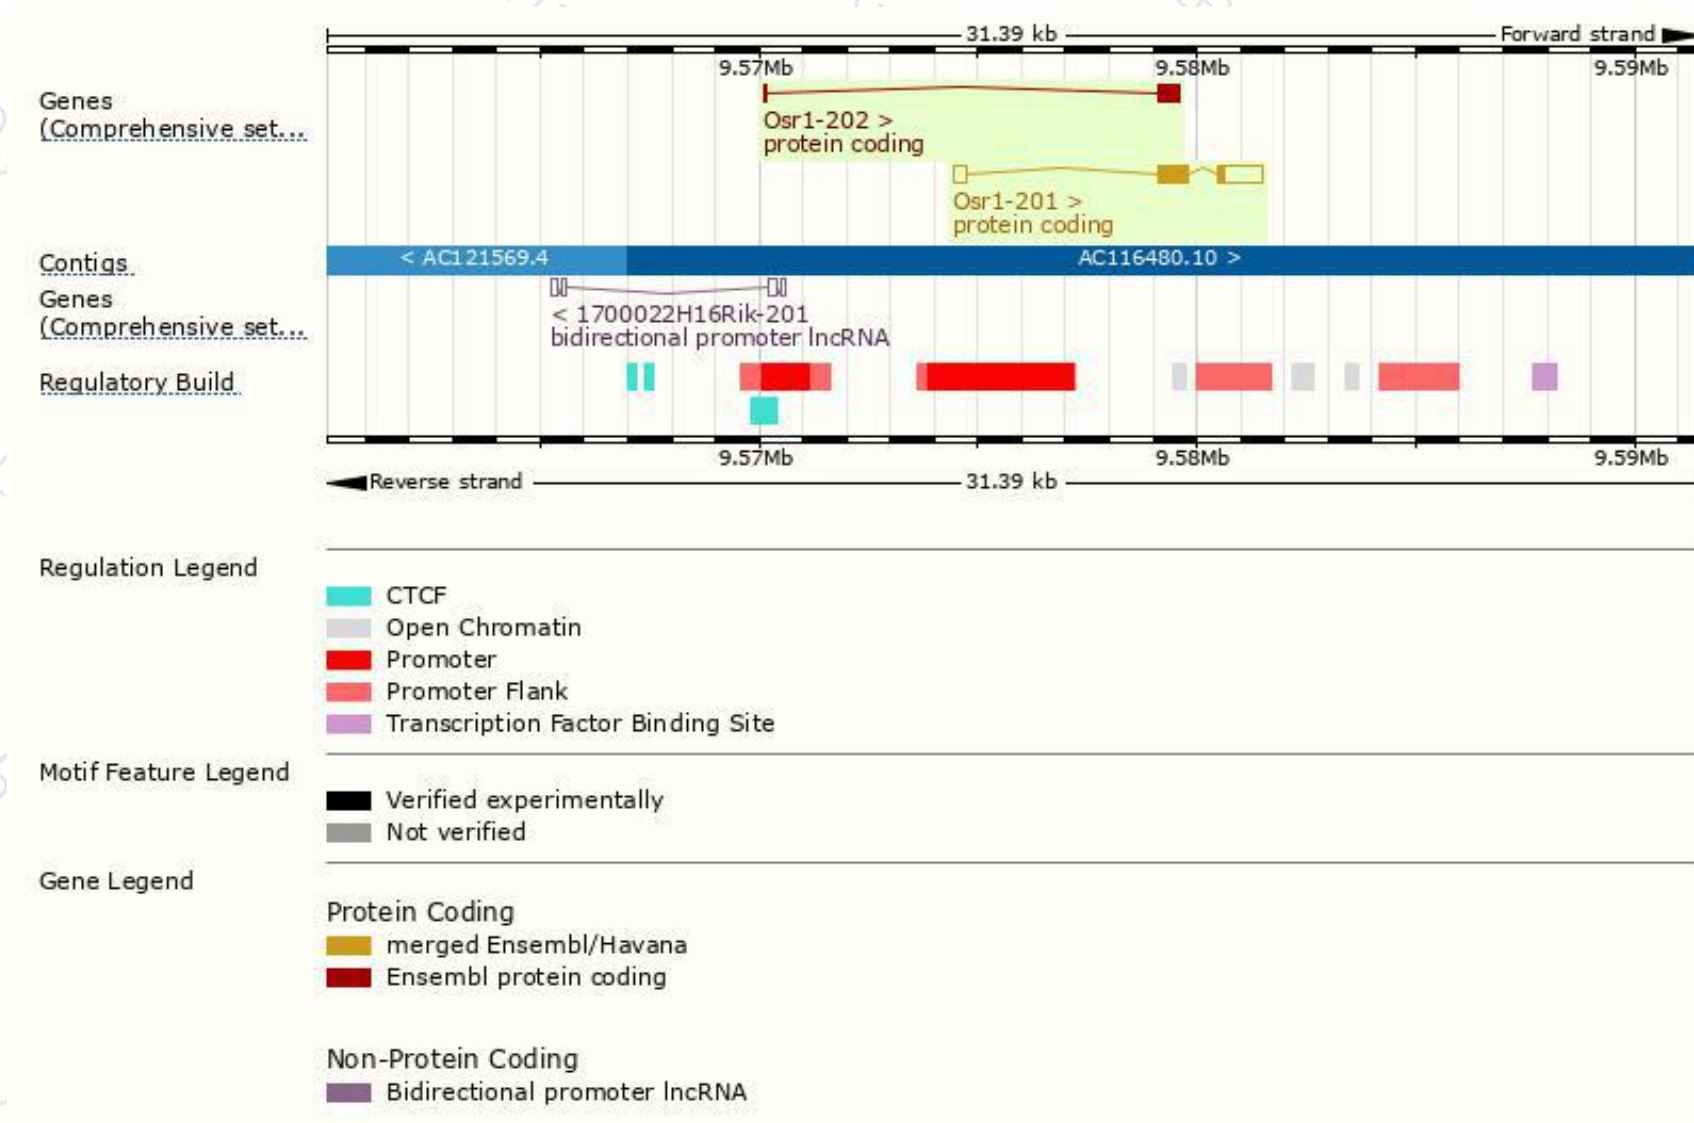 31.39 kb
Forward strand
9.57Mb
9.58Mb
9.59Mb
Genes
(Comprehensive set...
Osr1-202 >
protein coding
Osr1-201 >
protein coding
Contigs
< AC121569.4
AC116480.10 >
Genes
(Comprehensive set...
< 1700022H16Rik-201
bidirectional promoter lncRNA
Regulatory Build
9.57Mb
9.58Mb
9.59Mb
Reverse strand
31.39 kb
Regulation Legend
CTCF
Open Chromatin
Promoter
Promoter Flank
Transcription Factor Binding Site
Motif Feature Legend
Verified experimentally
Not verified
Gene Legend
Protein Coding
merged Ensembl/Havana
Ensembl protein coding
Non-Protein Coding
Bidirectional promoter lncRNA